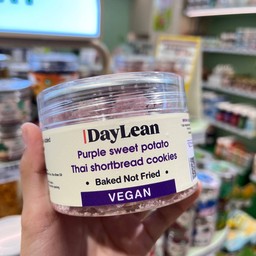 DayLean
Purple sweet potato
Thai shortbread cookies
• Baked Not Fried •
VEGAN